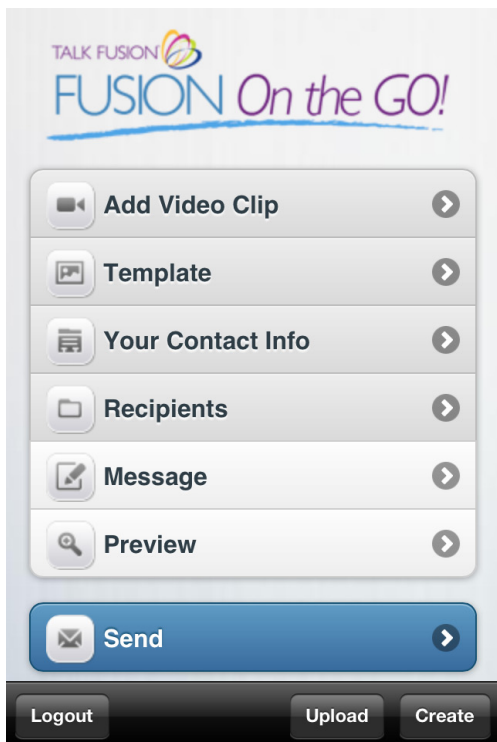 TALK FUSION
FUSION On the GO!
Add Video Clip
Template
Your Contact Info
Recipients
Message
Preview
Send
Logout Upload Create